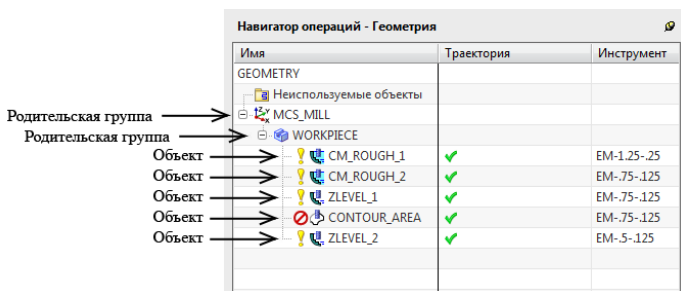 Навигатор операций - Геометрия
Имя Траектория Инструмент
GEOMETRY
Неиспользуемые объекты
Родительская группа MCS_MILL
Родительская группа WORKPIECE
Объект CM_ROUGH_1 EM-1.25-.25
Объект CM_ROUGH_2 EM-.75-.125
Объект ZLEVEL_1 EM-.75-.125
Объект CONTOUR_AREA EM-.75-.125
Объект ZLEVEL_2 EM-.5-.125